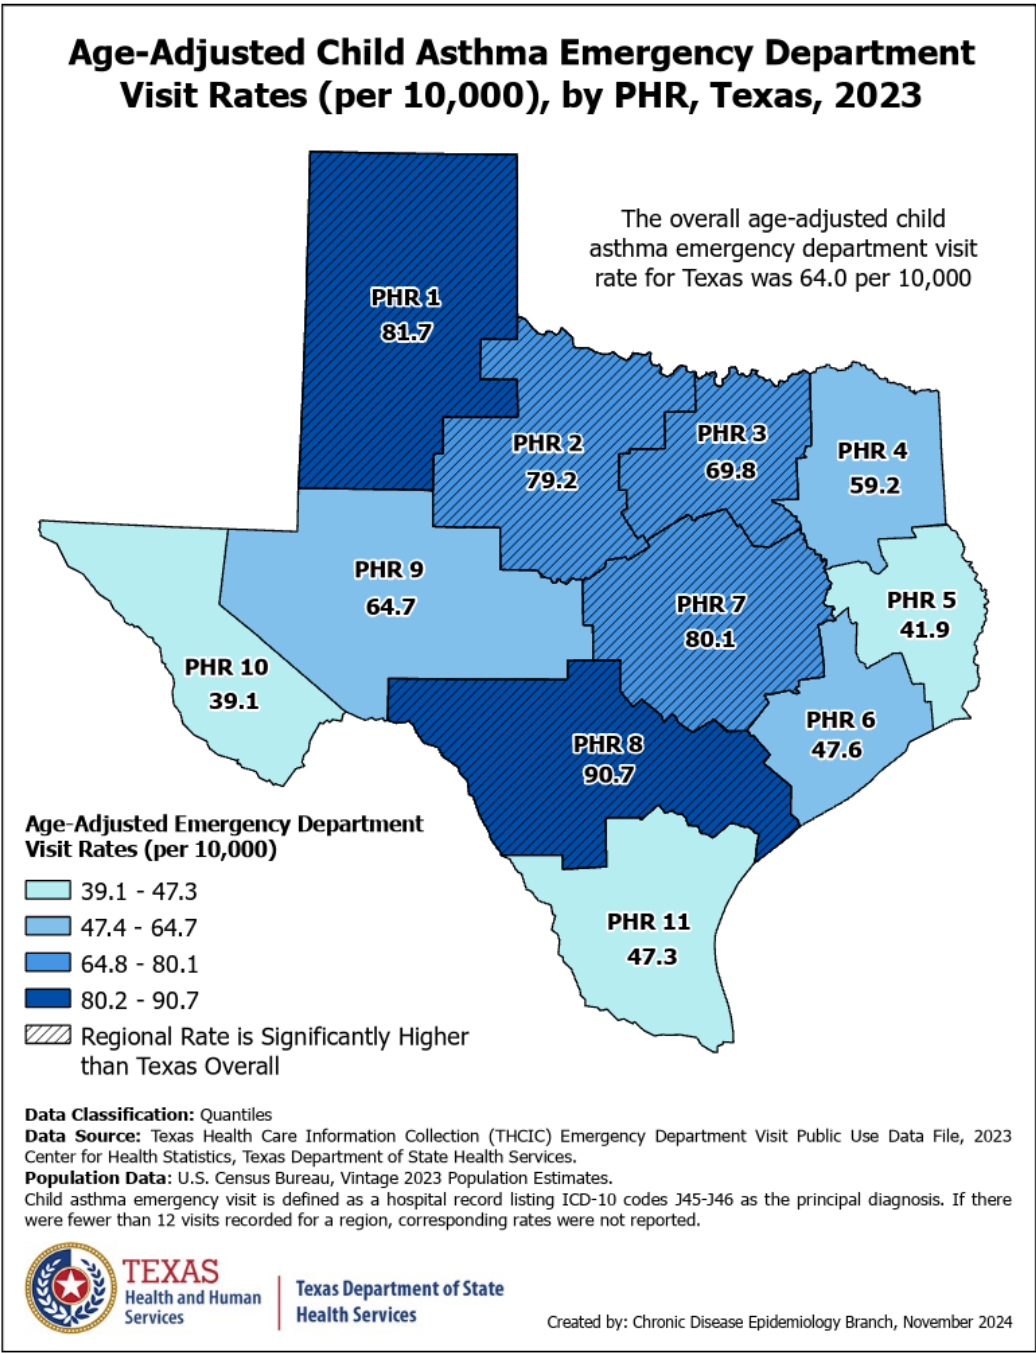 Age-Adjusted Child Asthma Emergency Department
Visit Rates (per 10,000), by PHR, Texas, 2023
The overall age-adjusted child
asthma emergency department visit
rate for Texas was 64.0 per 10,000
PHR 1
81.7
PHR 2
79.2
PHR 3
69.8
PHR 4
59.2
PHR 9
64.7
PHR 7
80.1
PHR 5
41.9
PHR 10
39.1
PHR 6
47.6
PHR 8
90.7
PHR 11
47.3
Age-Adjusted Emergency Department
Visit Rates (per 10,000)
39.1 - 47.3
47.4 - 64.7
64.8 - 80.1
80.2 - 90.7
Regional Rate is Significantly Higher
than Texas Overall
Data Classification: Quantiles
Data Source: Texas Health Care Information Collection (THCIC) Emergency Department Visit Public Use Data File, 2023
Center for Health Statistics, Texas Department of State Health Services.
Population Data: U.S. Census Bureau, Vintage 2023 Population Estimates.
Child asthma emergency visit is defined as a hospital record listing ICD-10 codes J45-J46 as the principal diagnosis. If there
were fewer than 12 visits recorded for a region, corresponding rates were not reported.
TEXAS
Health and Human
Services
Texas Department of State
Health Services
Created by: Chronic Disease Epidemiology Branch, November 2024